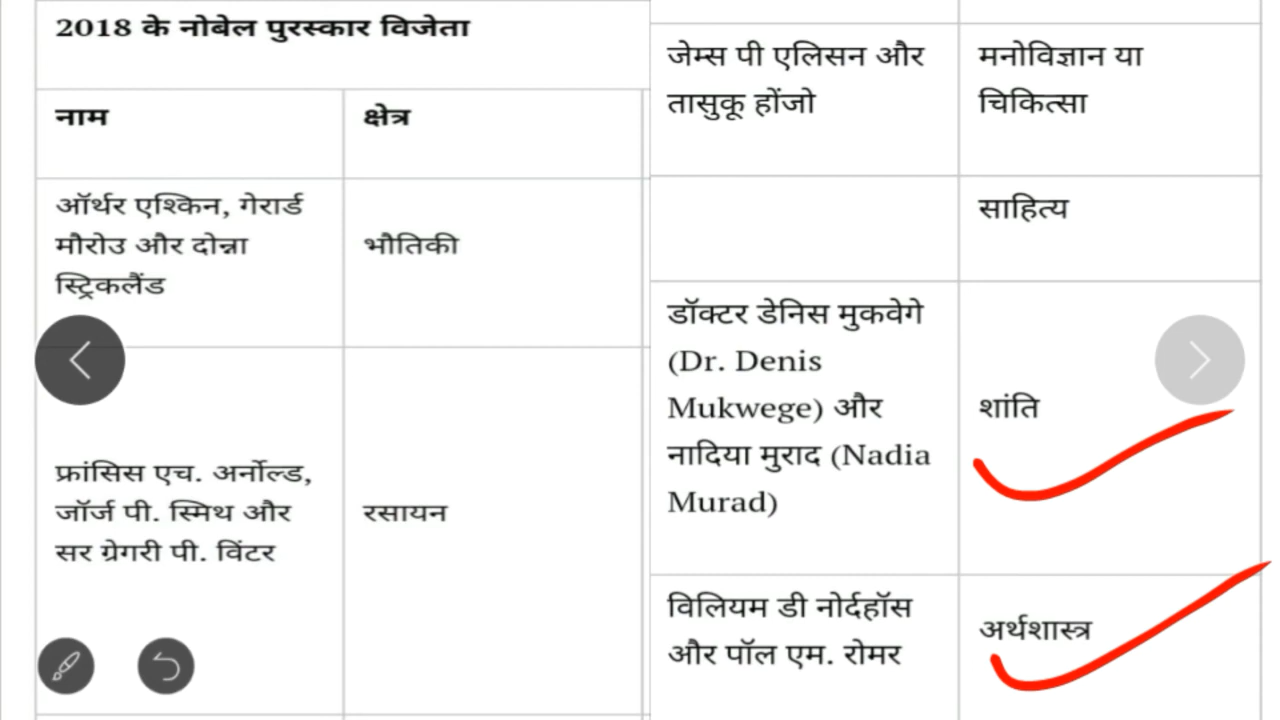 2018 के नोबेल पुरस्कार विजेता
नाम
क्षेत्र
ऑर्थर एश्किन, गेरार्ड
मौरोउ और दोन्ना
स्ट्रिकलैंड
भौतिकी
फ्रांसिस एच. अर्नोल्ड,
जॉर्ज पी. स्मिथ और
सर ग्रेगरी पी. विंटर
रसायन
जेम्स पी एलिसन और
तासुकू होंजो
मनोविज्ञान या
चिकित्सा
साहित्य
डॉक्टर डेनिस मुकवेगे
(Dr. Denis
Mukwege) और
नादिया मुराद (Nadia
Murad)
शांति
विलियम डी नोर्दहॉस
और पॉल एम. रोमर
अर्थशास्त्र